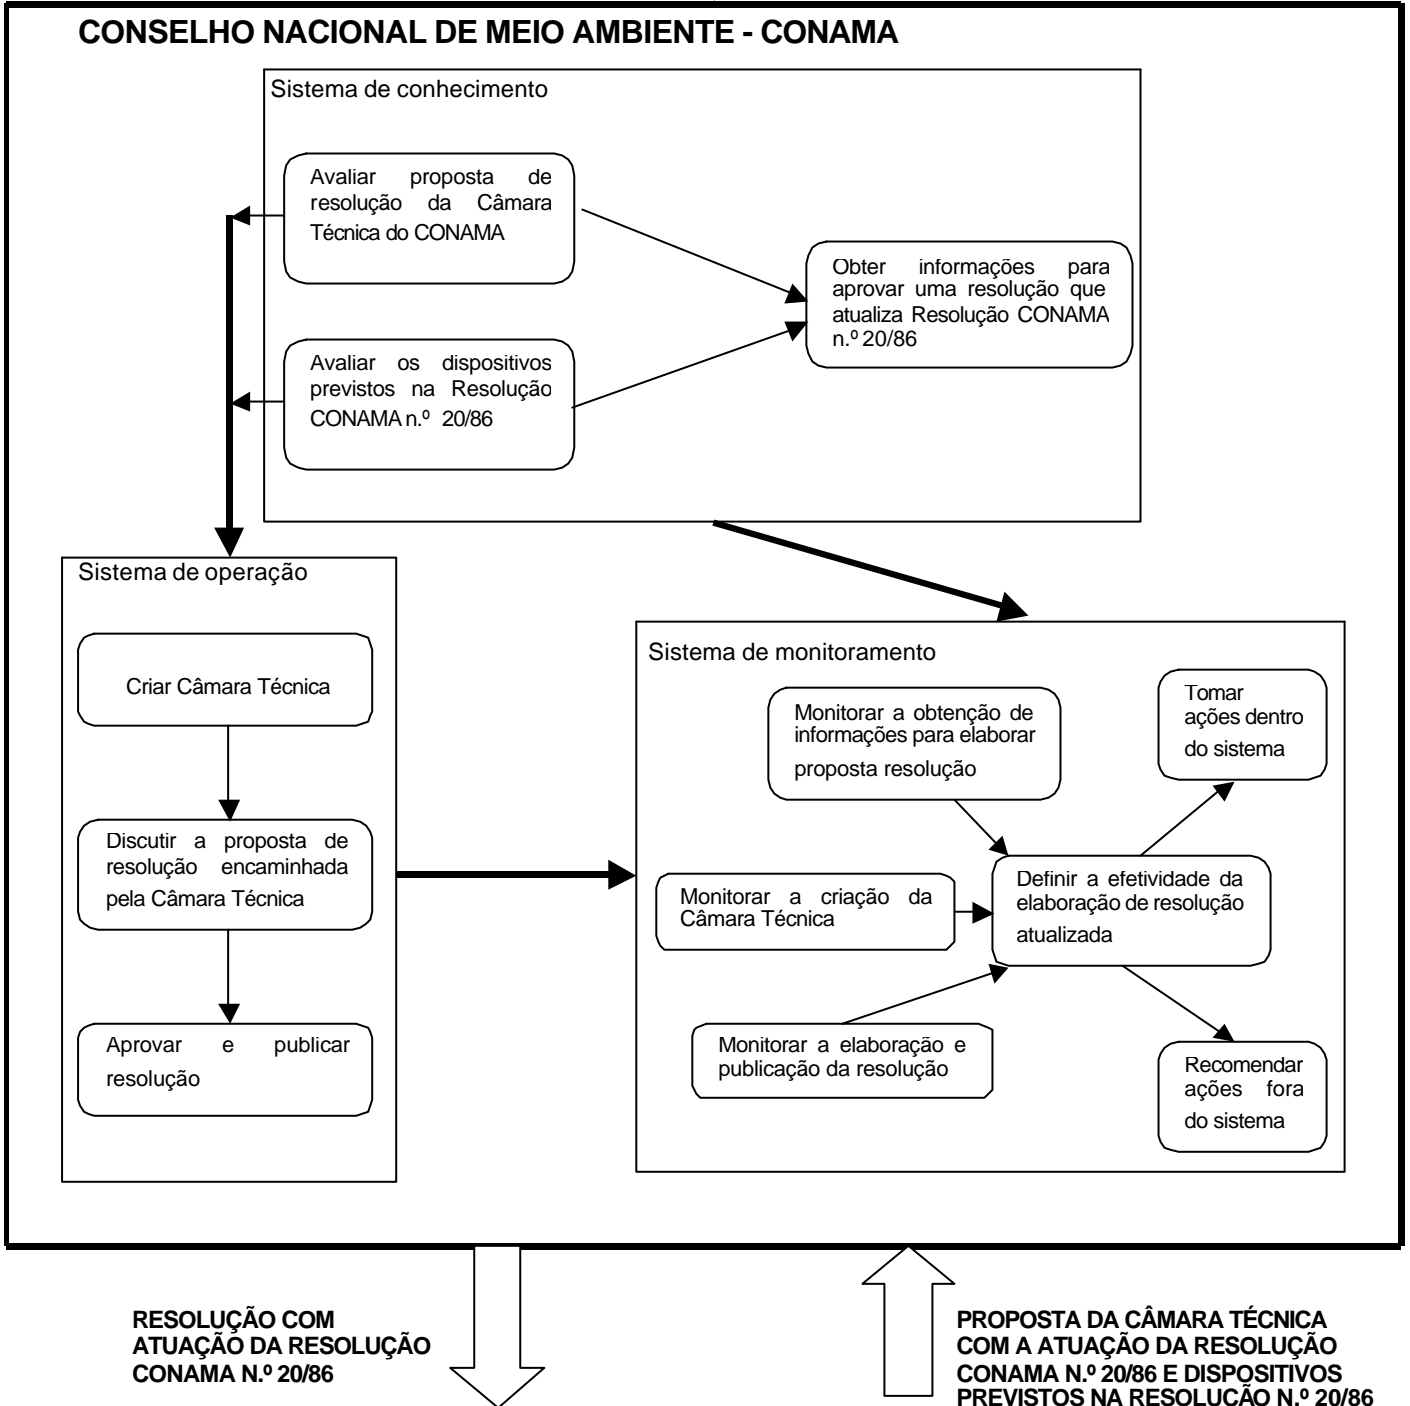 CONSELHO NACIONAL DE MEIO AMBIENTE - CONAMA
Sistema de conhecimento
Avaliar proposta de
resolução da Câmara
Técnica do CONAMA
Obter informações para
aprovar uma resolução que
atualiza Resolução CONAMA
n.º 20/86
Avaliar os dispositivos
previstos na Resolução
CONAMA n.º 20/86
Sistema de operação
Criar Câmara Técnica
Discutir a proposta de
resolução encaminhada
pela Câmara Técnica
Aprovar e publicar
resolução
Sistema de monitoramento
Monitorar a obtenção de
informações para elaborar
proposta resolução
Tomar
ações dentro
do sistema
Monitorar a criação da
Câmara Técnica
Definir a efetividade da
elaboração de resolução
atualizada
Monitorar a elaboração e
publicação da resolução
Recomendar
ações fora
do sistema
RESOLUÇÃO COM
ATUAÇÃO DA RESOLUÇÃO
CONAMA N.º 20/86
PROPOSTA DA CÂMARA TÉCNICA
COM A ATUAÇÃO DA RESOLUÇÃO
CONAMA N.º 20/86 E DISPOSITIVOS
PREVISTOS NA RESOLUÇÃO N.º 20/86